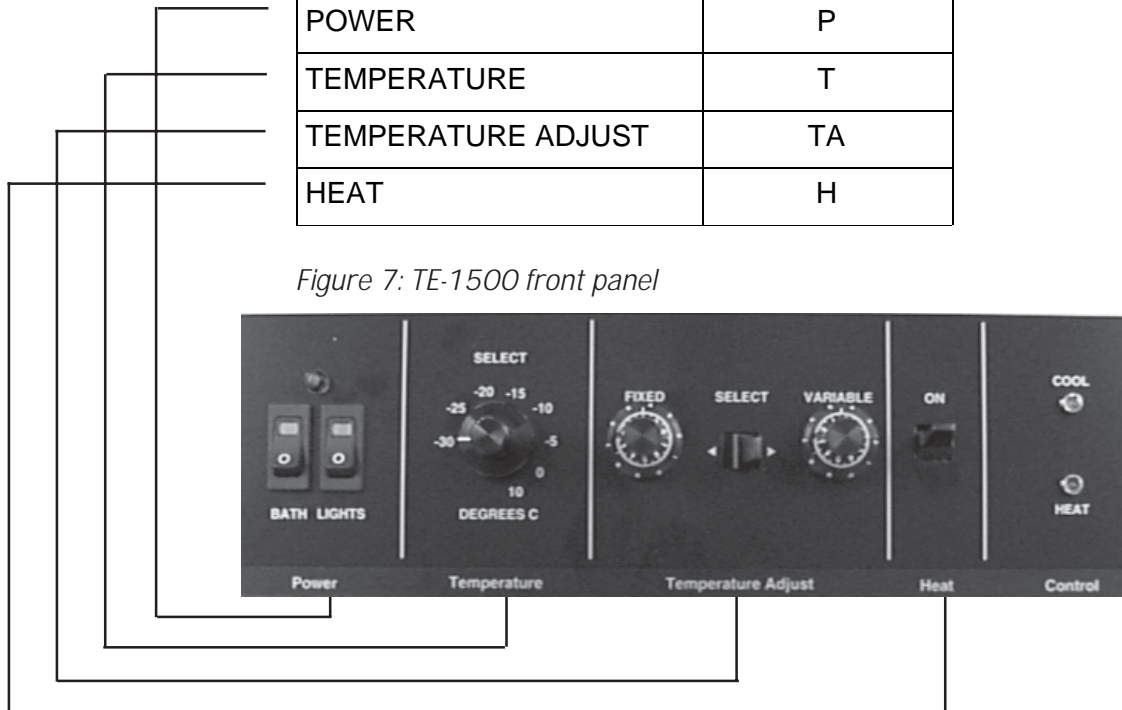 POWER P
TEMPERATURE T
TEMPERATURE ADJUST TA
HEAT H
Figure 7: TE-1500 front panel
SELECT
-20 -15
-25 -10
-30 -5
0
10
DEGREES C
BATH LIGHTS
FIXED SELECT VARIABLE
ON
COOL
HEAT
Power Temperature Temperature Adjust Heat Control